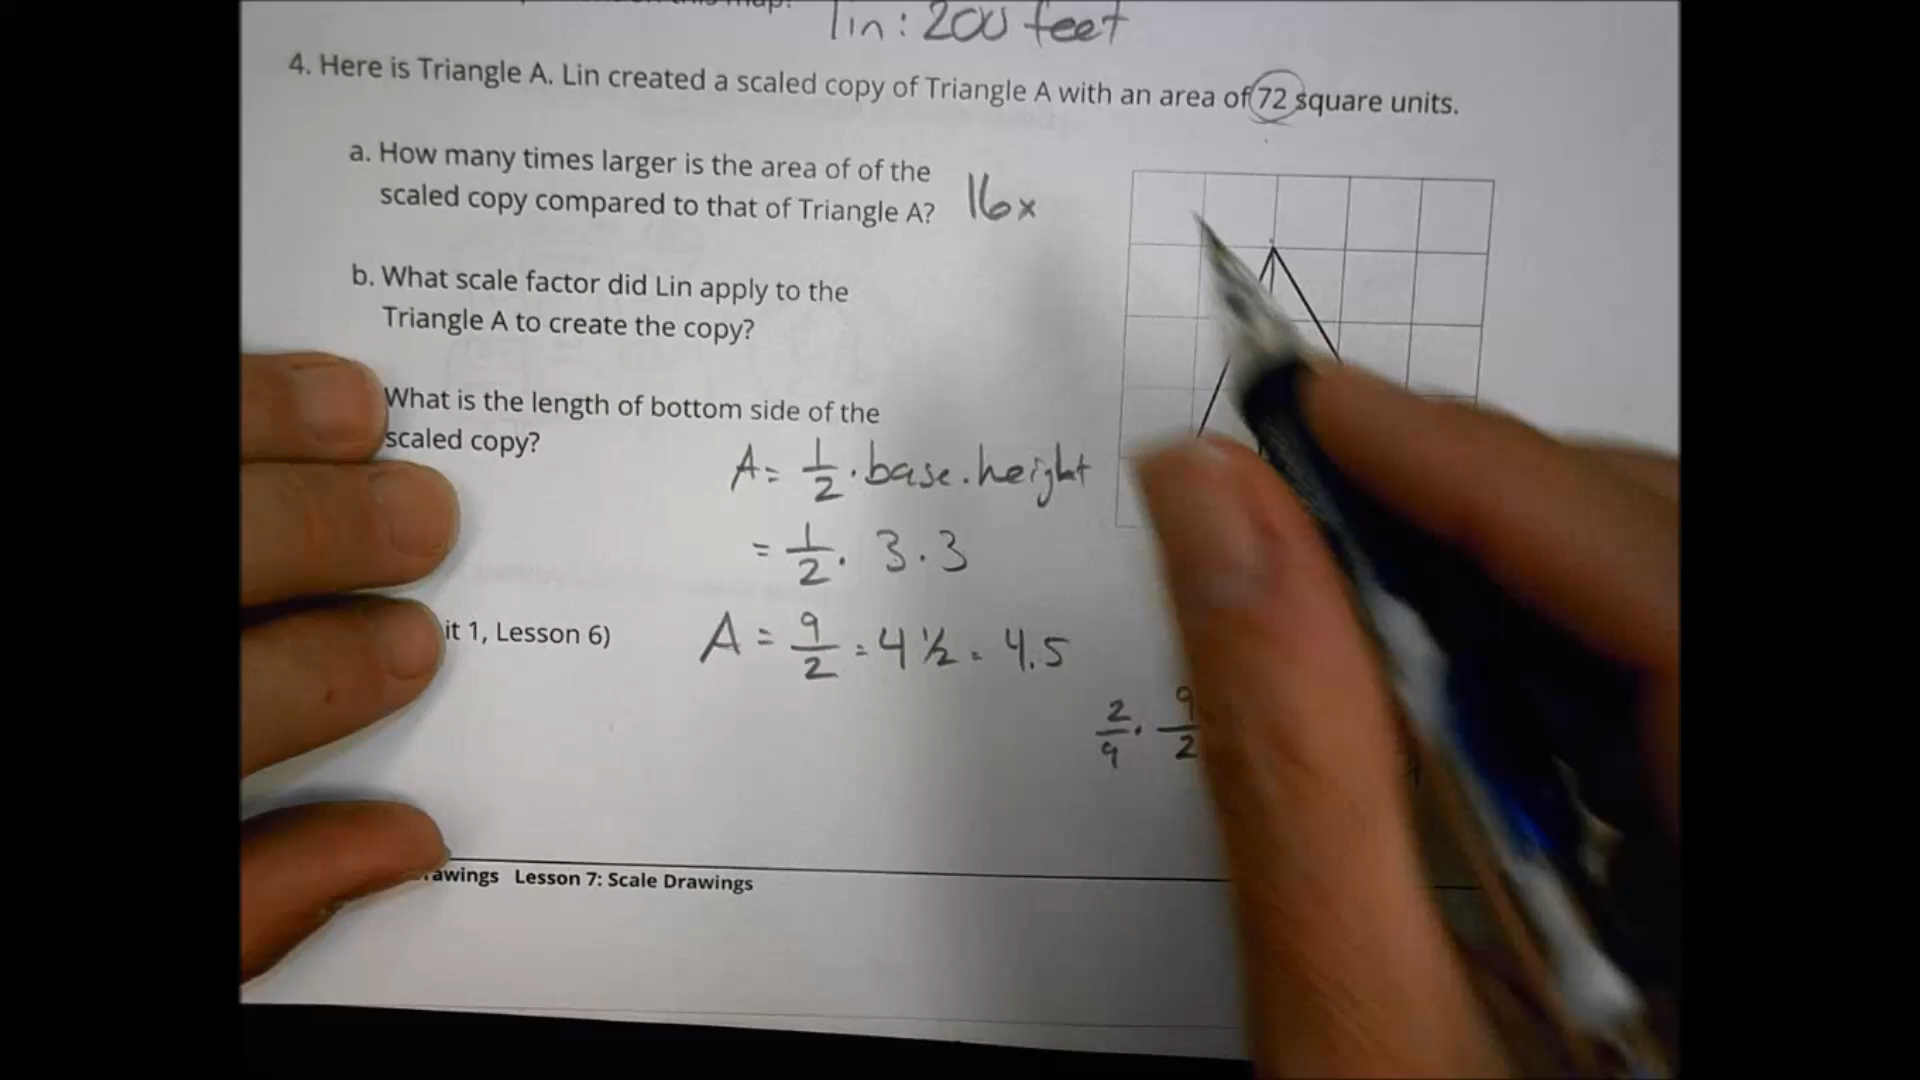 1in: 200 feet
4. Here is Triangle A. Lin created a scaled copy of Triangle A with an area of 72 square units.
a. How many times larger is the area of of the
scaled copy compared to that of Triangle A? 16x
b. What scale factor did Lin apply to the
Triangle A to create the copy?
What is the length of bottom side of the
scaled copy?
A = 1/2 · base · height
= 1/2 · 3 · 3
it 1, Lesson 6)
A = 9/2 = 4 1/2 = 4.5
2/9 · 9/2
awings Lesson 7: Scale Drawings